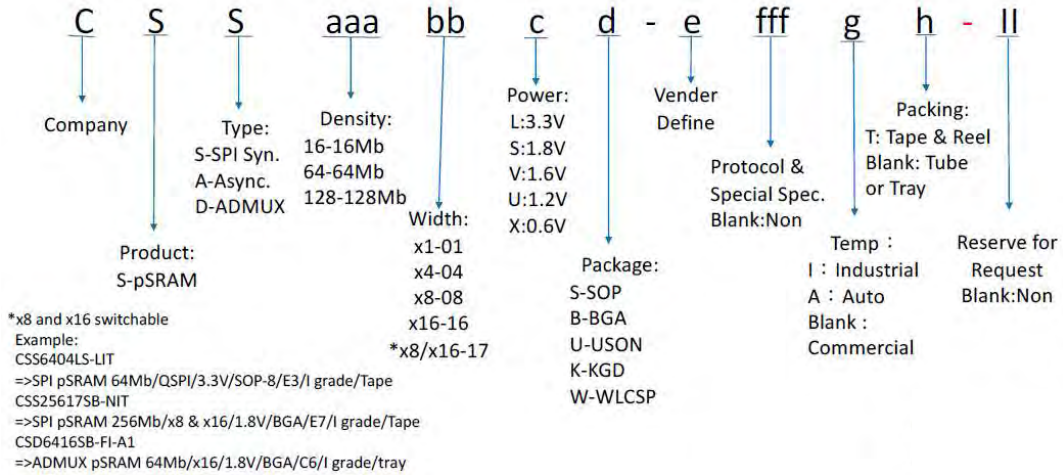 C S S aaa bb c d - e fff g h - II
Company
Product:
S-pSRAM
Type:
S-SPI Syn.
A-Async.
D-ADMUX
Density:
16-16Mb
64-64Mb
128-128Mb
Width:
x1-01
x4-04
x8-08
x16-16
*x8/x16-17
Power:
L:3.3V
S:1.8V
V:1.6V
U:1.2V
X:0.6V
Package:
S-SOP
B-BGA
U-USON
K-KGD
W-WLCSP
Vender
Define
Protocol &
Special Spec.
Blank:Non
Temp：
I：Industrial
A：Auto
Blank :
Commercial
Packing:
T: Tape & Reel
Blank: Tube
or Tray
Reserve for
Request
Blank:Non
*x8 and x16 switchable
Example:
CSS6404LS-LIT
=>SPI pSRAM 64Mb/QSPI/3.3V/SOP-8/E3/I grade/Tape
CSS25617SB-NIT
=>SPI pSRAM 256Mb/x8 & x16/1.8V/BGA/E7/I grade/Tape
CSD6416SB-FI-A1
=>ADMUX pSRAM 64Mb/x16/1.8V/BGA/C6/I grade/tray